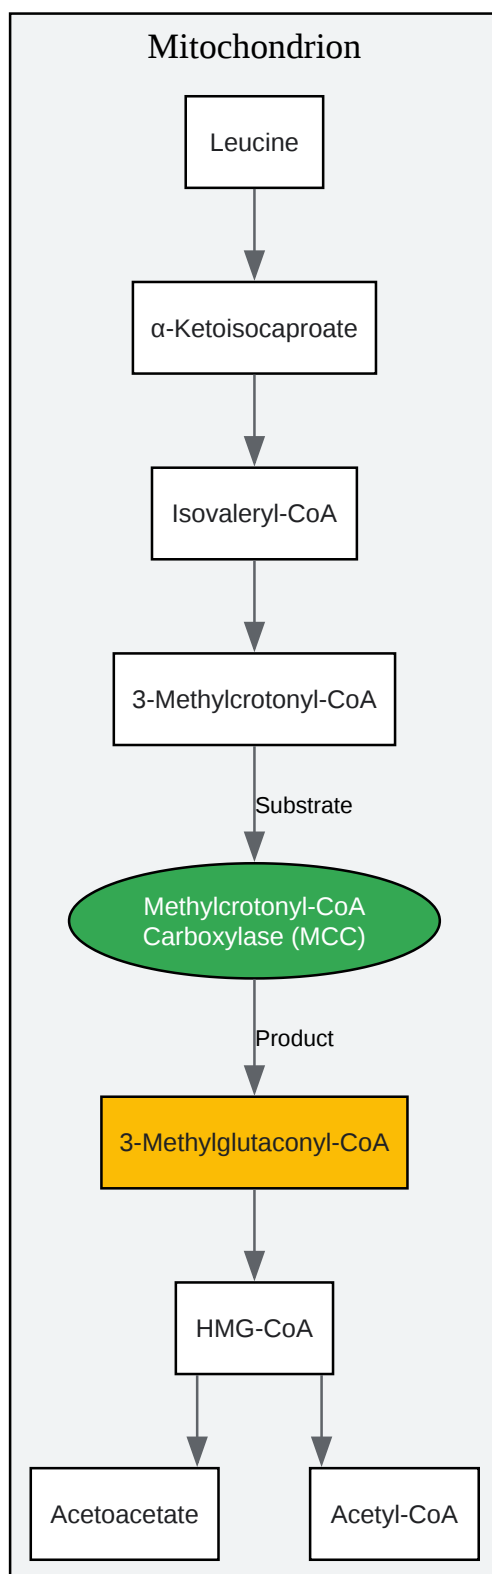 Mitochondrion
Leucine
α-Ketoisocaproate
Isovaleryl-CoA
3-Methylcrotonyl-CoA
Substrate
Methylcrotonyl-CoA
Carboxylase (MCC)
Product
3-Methylglutaconyl-CoA
HMG-CoA
Acetoacetate
Acetyl-CoA